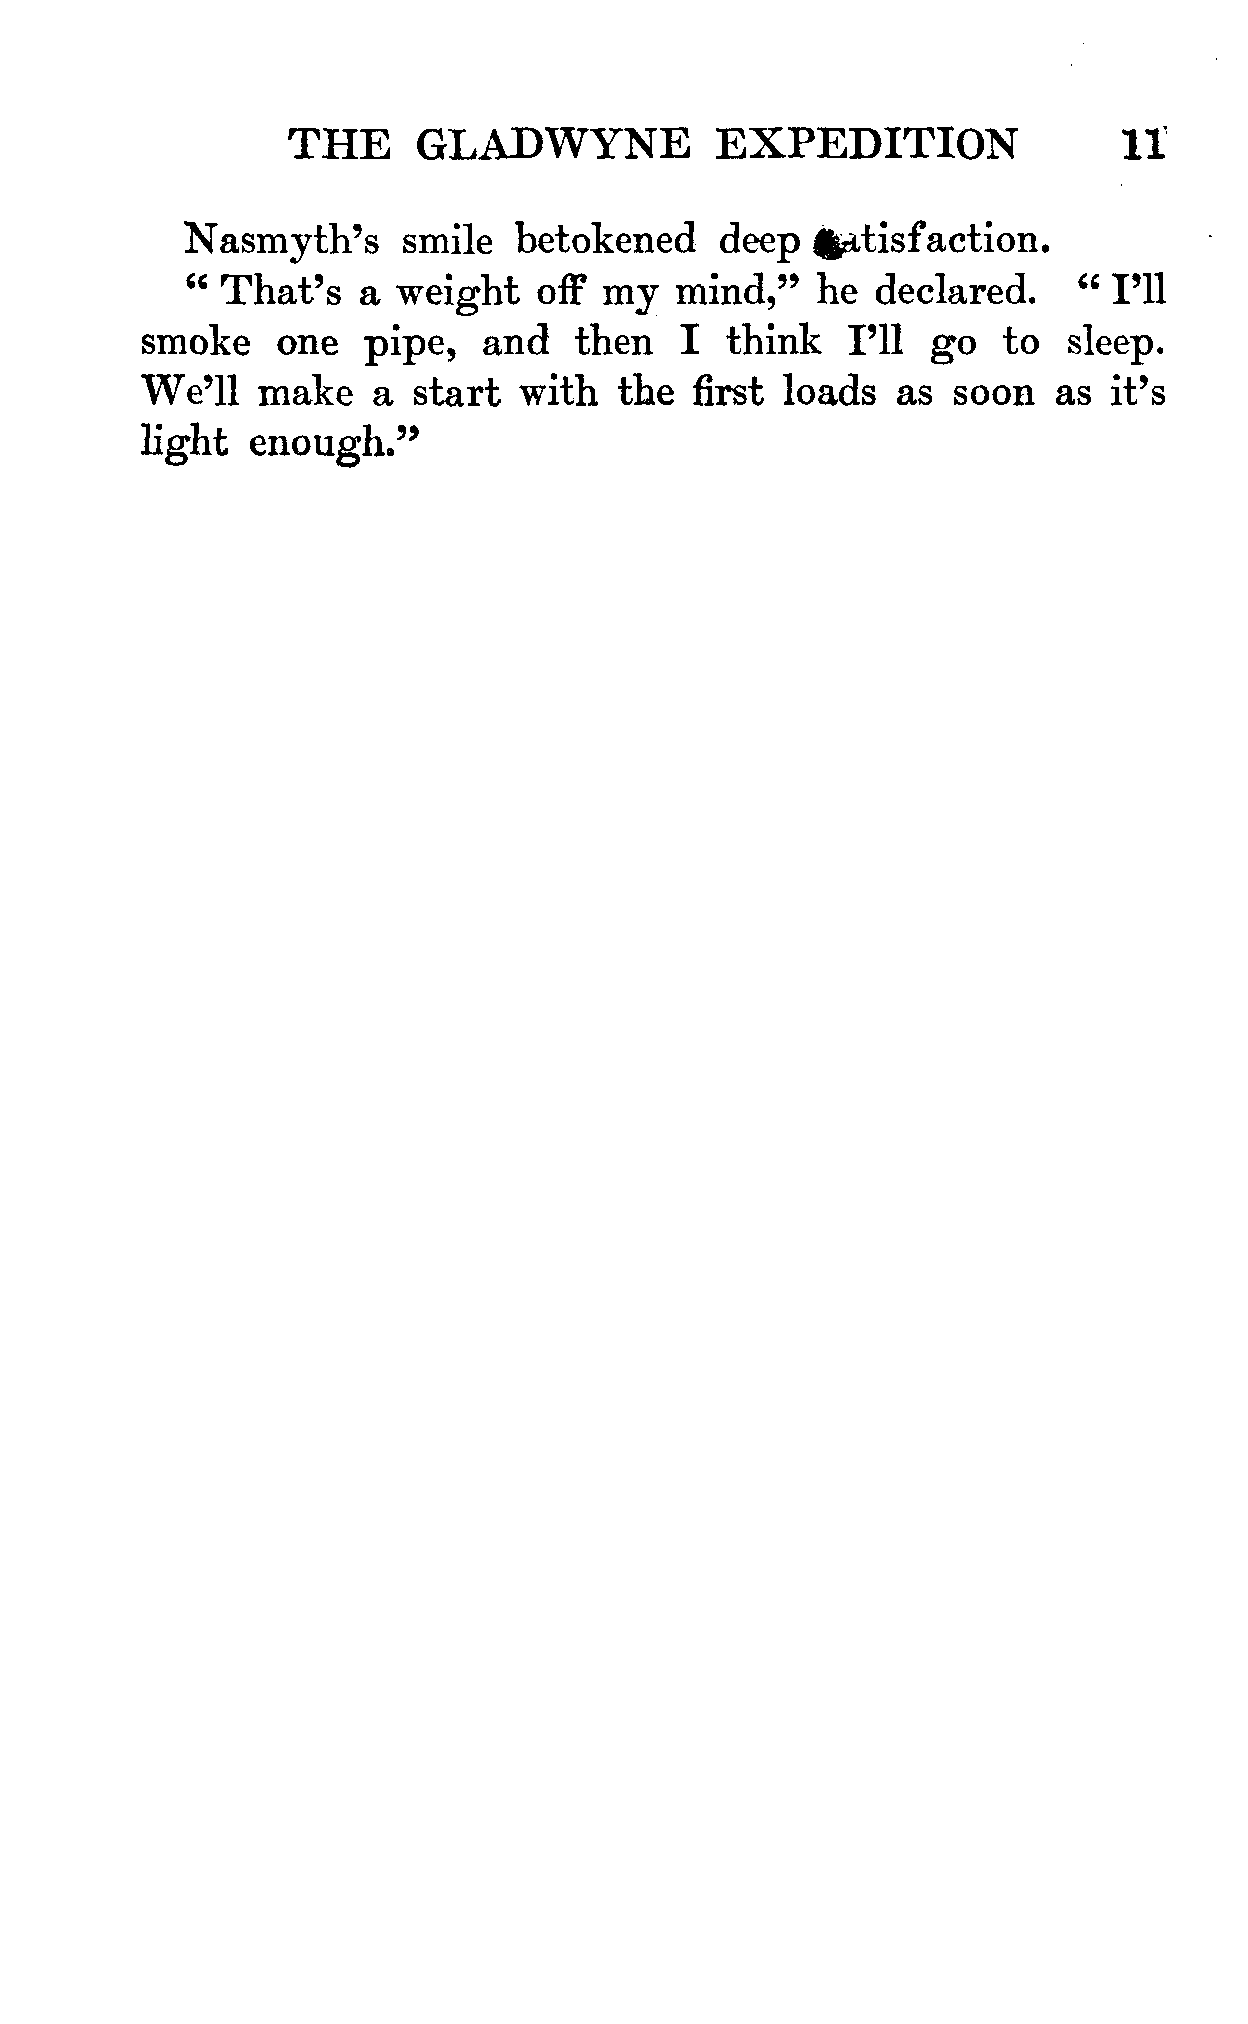 THE GLADWYNE EXPEDITION 11
Nasmyth's smile betokened deep satisfaction.
“ That's a weight off my mind,” he declared. “ I'll
smoke one pipe, and then I think I'll go to sleep.
We'll make a start with the first loads as soon as it's
light enough.”